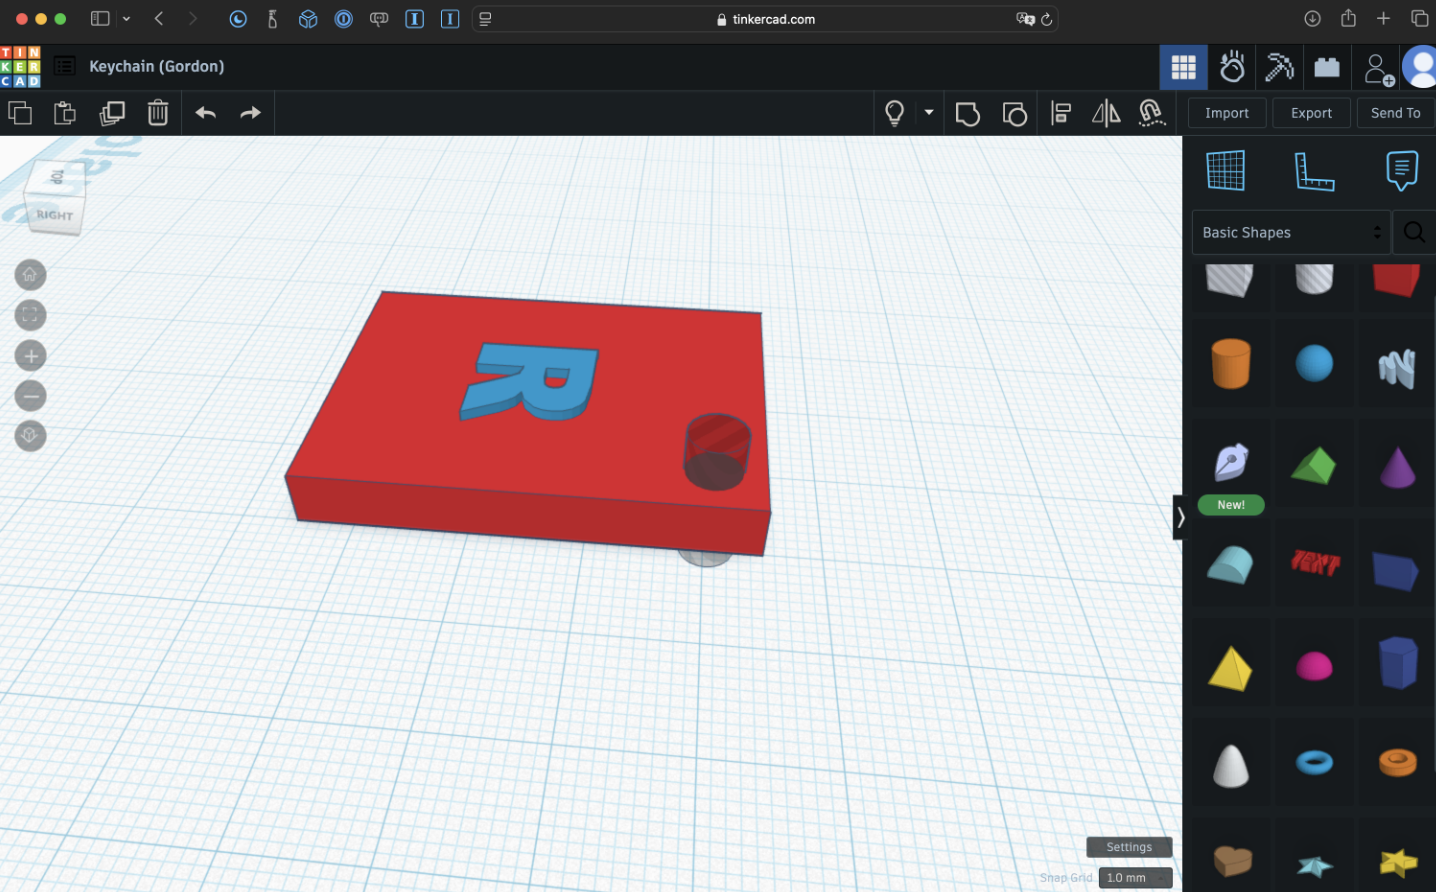 tinkercad.com
TIN
KER
CAD
Keychain (Gordon)
Import
Export
Send To
TOP
RIGHT
Basic Shapes
New!
TEXT
R
Settings
Snap Grid
1.0 mm